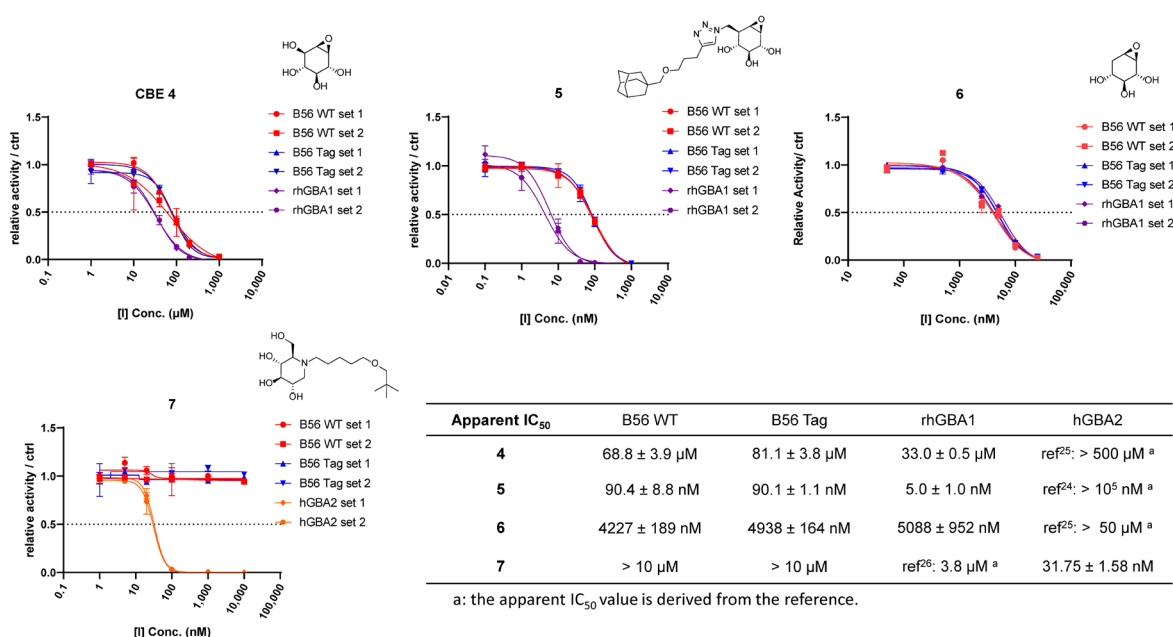 CBE 4
HO
O
HO
OH
OH
B56 WT set 1
B56 WT set 2
B56 Tag set 1
B56 Tag set 2
rhGBA1 set 1
rhGBA1 set 2
relative activity / ctrl
1.5
1.0
0.5
0.0
0.1
1
10
100
1,000
10,000
[I] Conc. (µM)
5
N
N
N
O
O
OH
HO
OH
B56 WT set 1
B56 WT set 2
B56 Tag set 1
B56 Tag set 2
rhGBA1 set 1
rhGBA1 set 2
relative activity / ctrl
1.5
1.0
0.5
0.0
0.01
0.1
1
10
100
1,000
10,000
[I] Conc. (nM)
6
O
HO
OH
OH
B56 WT set 1
B56 WT set 2
B56 Tag set 1
B56 Tag set 2
rhGBA1 set 1
rhGBA1 set 2
Relative Activity/ ctrl
1.5
1.0
0.5
0.0
10
100
1,000
10,000
100,000
[I] Conc. (nM)
7
HO
HO
N
O
HO
OH
B56 WT set 1
B56 WT set 2
B56 Tag set 1
B56 Tag set 2
hGBA2 set 1
hGBA2 set 2
relative activity / ctrl
1.5
1.0
0.5
0.0
0.1
1
10
100
1,000
10,000
100,000
[I] Conc. (nM)
Apparent IC50 B56 WT B56 Tag rhGBA1 hGBA2
4 68.8 ± 3.9 µM 81.1 ± 3.8 µM 33.0 ± 0.5 µM ref25: > 500 µM a
5 90.4 ± 8.8 nM 90.1 ± 1.1 nM 5.0 ± 1.0 nM ref24: > 10⁵ nM a
6 4227 ± 189 nM 4938 ± 164 nM 5088 ± 952 nM ref25: > 50 µM a
7 > 10 µM > 10 µM ref26: 3.8 µM a 31.75 ± 1.58 nM
a: the apparent IC50 value is derived from the reference.